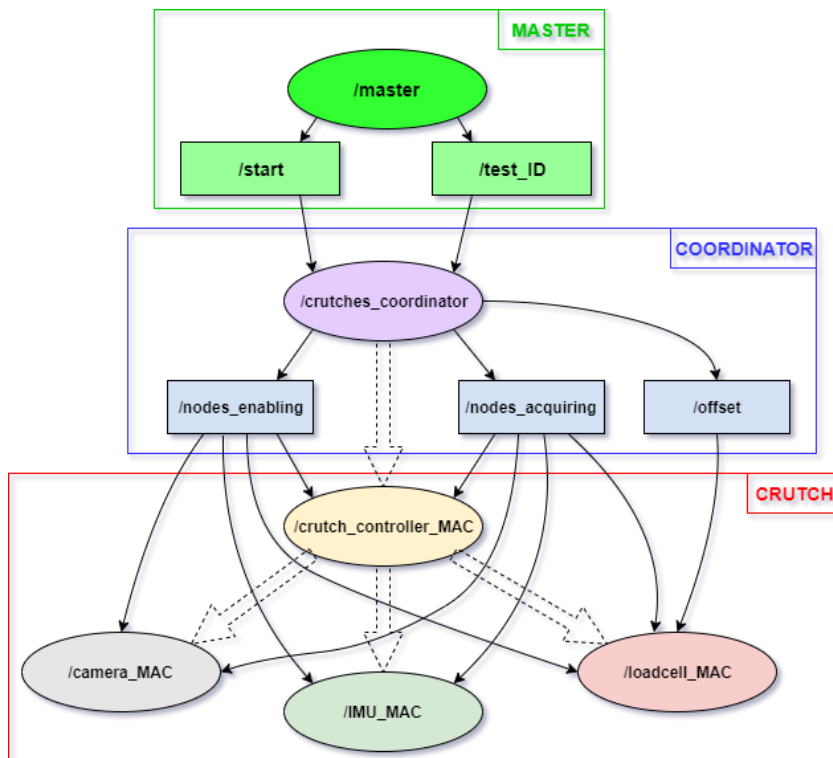 MASTER
/master
/start
/test_ID
COORDINATOR
/crutches_coordinator
/nodes_enabling
/nodes_acquiring
/offset
CRUTCH
/crutch_controller_MAC
/camera_MAC
/loadcell_MAC
/IMU_MAC